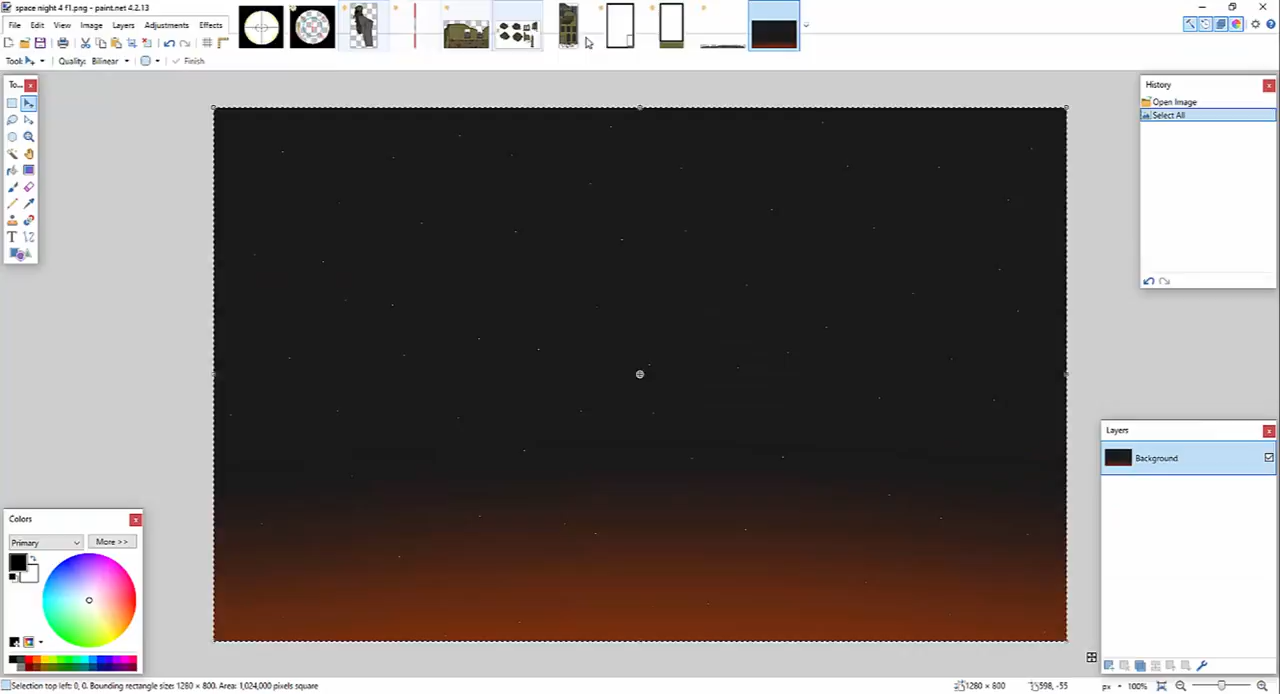 space night 4 f1.png - paint.net 4.2.13
File Edit View Image Layers Adjustments Effects
Tool: Quality: Bilinear Finish
To...
History
Open Image
Select All
Layers
Background
Colors
Primary
More >>
Selection top left: 0, 0. Bounding rectangle size: 1280 × 800. Area: 1,024,000 pixels square
1280 × 800
598, -55
px
100%